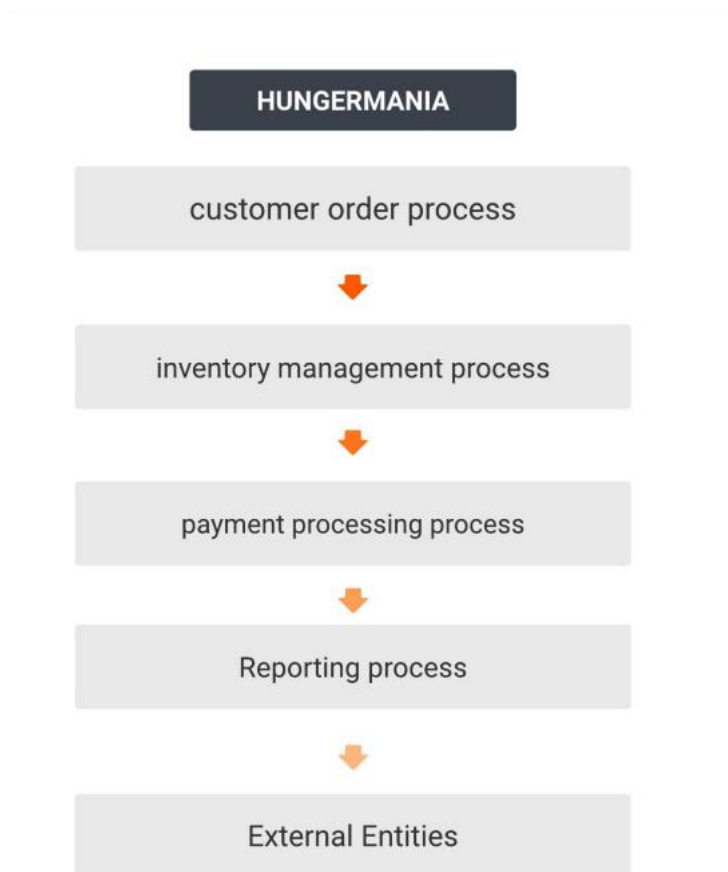 HUNGERMANIA
customer order process
inventory management process
payment processing process
Reporting process
External Entities